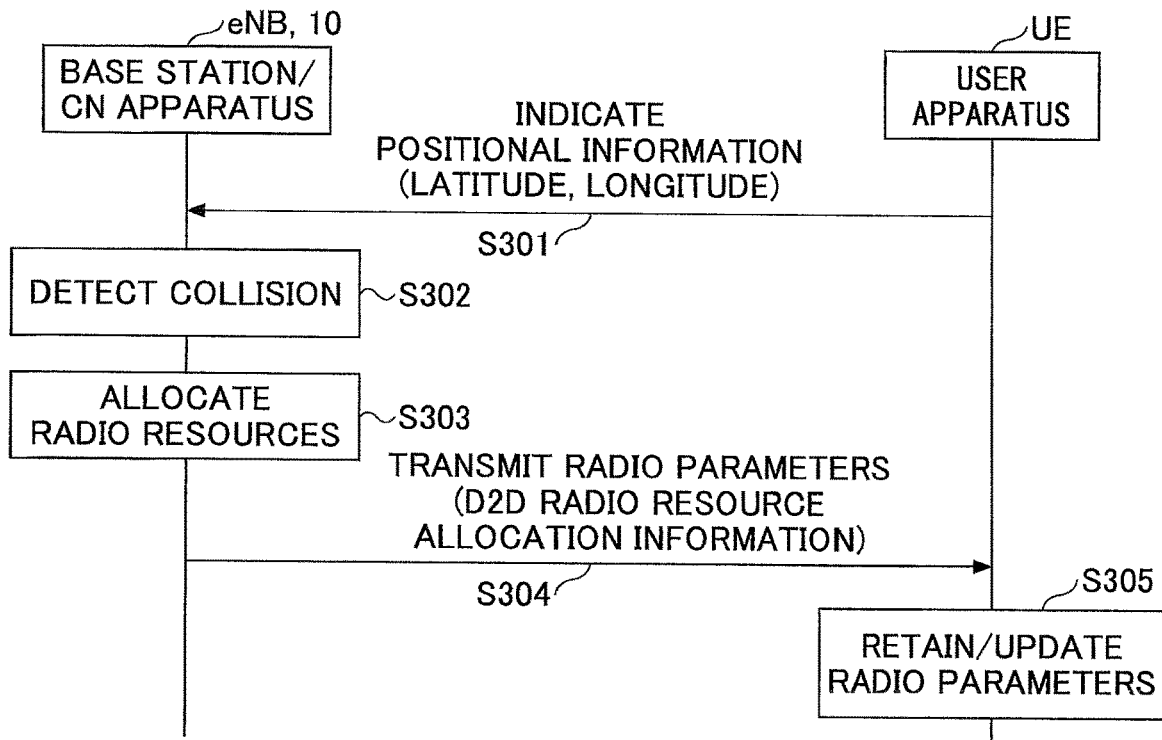 eNB, 10
BASE STATION/
CN APPARATUS
UE
USER
APPARATUS
INDICATE
POSITIONAL INFORMATION
(LATITUDE, LONGITUDE)
S301
DETECT COLLISION
S302
ALLOCATE
RADIO RESOURCES
S303
TRANSMIT RADIO PARAMETERS
(D2D RADIO RESOURCE
ALLOCATION INFORMATION)
S304
S305
RETAIN/UPDATE
RADIO PARAMETERS